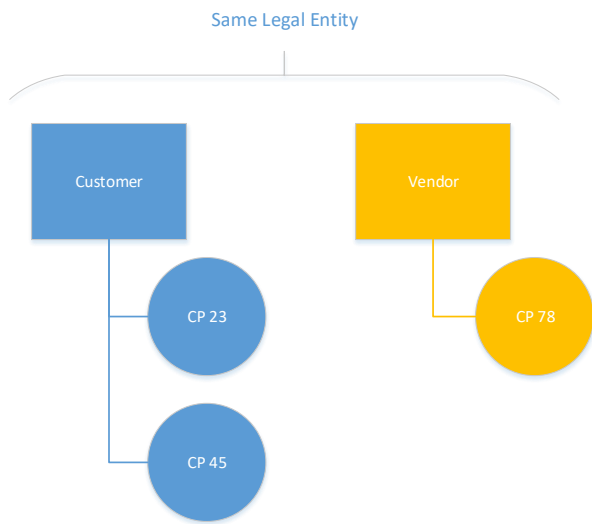 Same Legal Entity
Customer
Vendor
CP 23
CP 78
CP 45